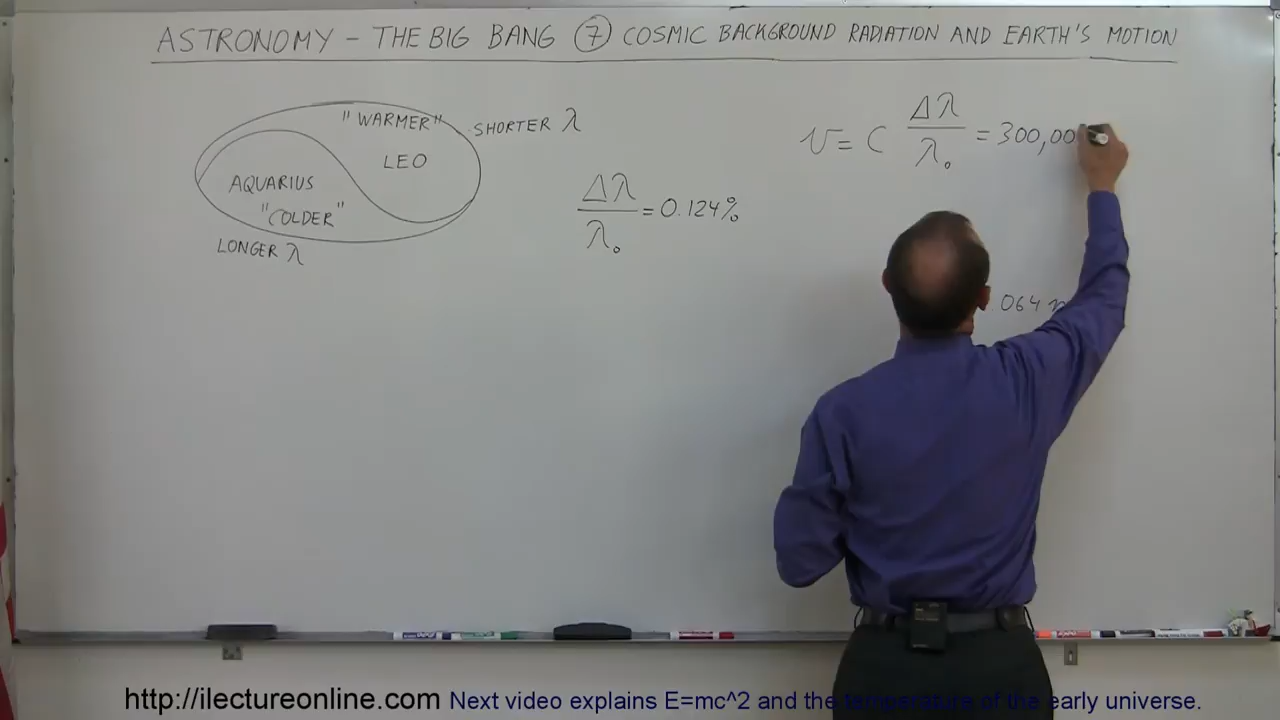 ASTRONOMY – THE BIG BANG ⑦ COSMIC BACKGROUND RADIATION AND EARTH'S MOTION
"WARMER"
SHORTER λ
LEO
AQUARIUS
"COLDER"
LONGER λ
Δλ/λ₀ = 0.124%
v = c Δλ/λ₀ = 300,00
.064
http://ilectureonline.com Next video explains E=mc^2 and the temperature of the early universe.